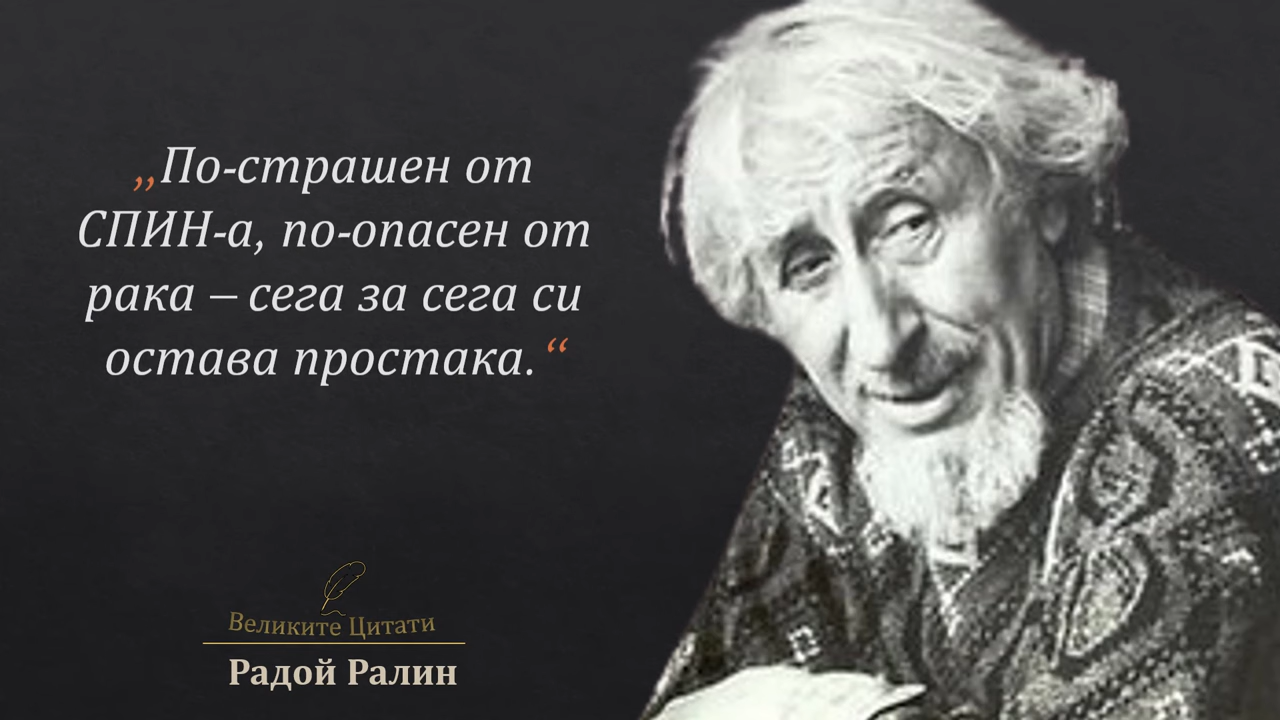 „По-страшен от
СПИН-а, по-опасен от
рака – сега за сега си
остава простака.“
Великите Цитати
Радой Ралин